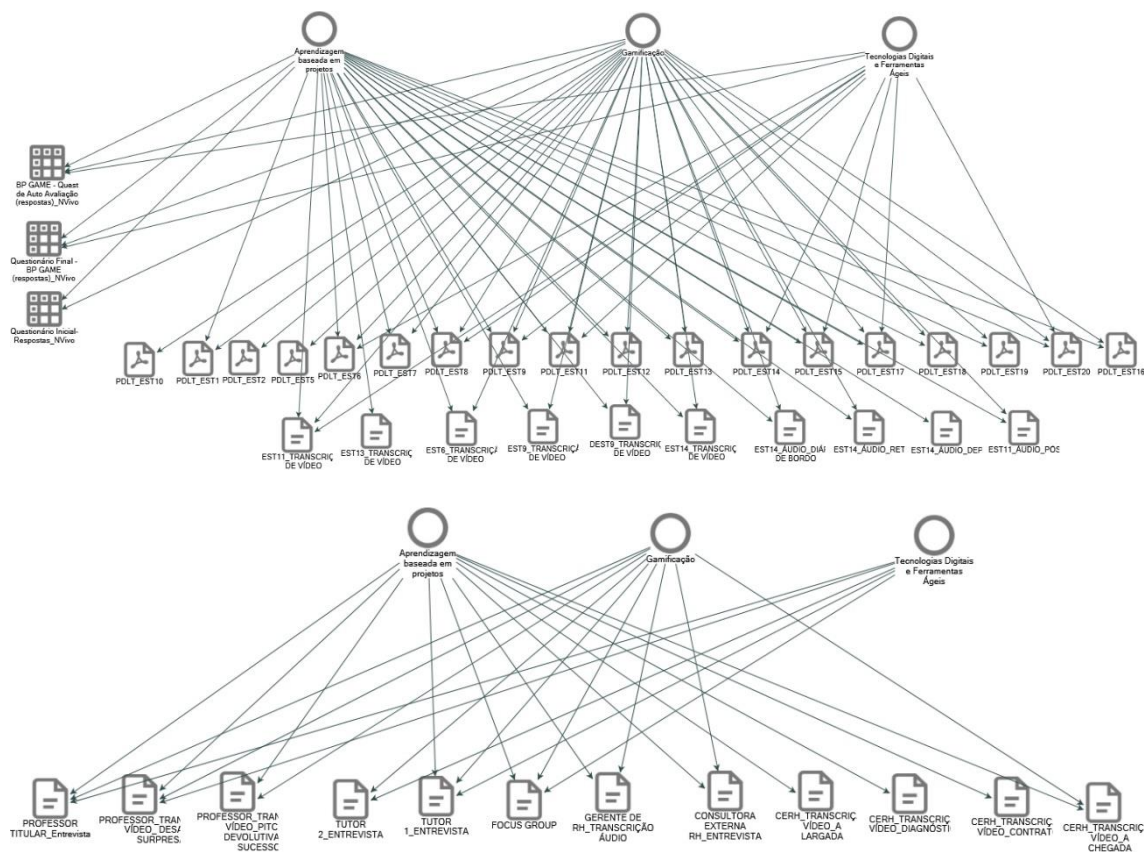 Aprendizagem
baseada em
projetos
Gamificação
Tecnologias Digitais
e Ferramentas
Ágeis
BP GAME - Quest
de Auto Avaliação
(respostas)_NVivo
Questionário Final -
BP GAME
(respostas)_NVivo
Questionário Inicial-
Respostas_NVivo
PDLT_EST10
PDLT_EST1
PDLT_EST2
PDLT_EST5
PDLT_EST6
PDLT_EST7
PDLT_EST8
PDLT_EST9
PDLT_EST11
PDLT_EST12
PDLT_EST13
PDLT_EST14
PDLT_EST15
PDLT_EST17
PDLT_EST18
PDLT_EST19
PDLT_EST20
PDLT_EST16
EST11_TRANSCRIÇ
DE VÍDEO
EST13_TRANSCRIÇ
DE VÍDEO
EST6_TRANSCRIÇÃ
DE VÍDEO
EST9_TRANSCRIÇÃ
DE VÍDEO
DEST9_TRANSCRIÇ
DE VÍDEO
EST14_TRANSCRIÇ
DE VÍDEO
EST14_ÁUDIO_DIÁI
DE BORDO
EST14_ÁUDIO_RET
EST14_ÁUDIO_DEP
EST11_ÁUDIO_POS
Aprendizagem
baseada em
projetos
Gamificação
Tecnologias Digitais
e Ferramentas
Ágeis
PROFESSOR
TITULAR_Entrevista
PROFESSOR_TRAN
VÍDEO_DESA
SURPRESA
PROFESSOR_TRAN
VÍDEO_PITC
DEVOLUTIVA
SUCESSO
TUTOR
2_ENTREVISTA
TUTOR
1_ENTREVISTA
FOCUS GROUP
GERENTE DE
RH_TRANSCRIÇÃO
ÁUDIO
CONSULTORA
EXTERNA
RH_ENTREVISTA
CERH_TRANSCRIÇ
VÍDEO_A
LARGADA
CERH_TRANSCRIÇ
VÍDEO_DIAGNÓSTI
CERH_TRANSCRIÇ
VÍDEO_CONTRAT
CERH_TRANSCRIÇ
VÍDEO_A
CHEGADA